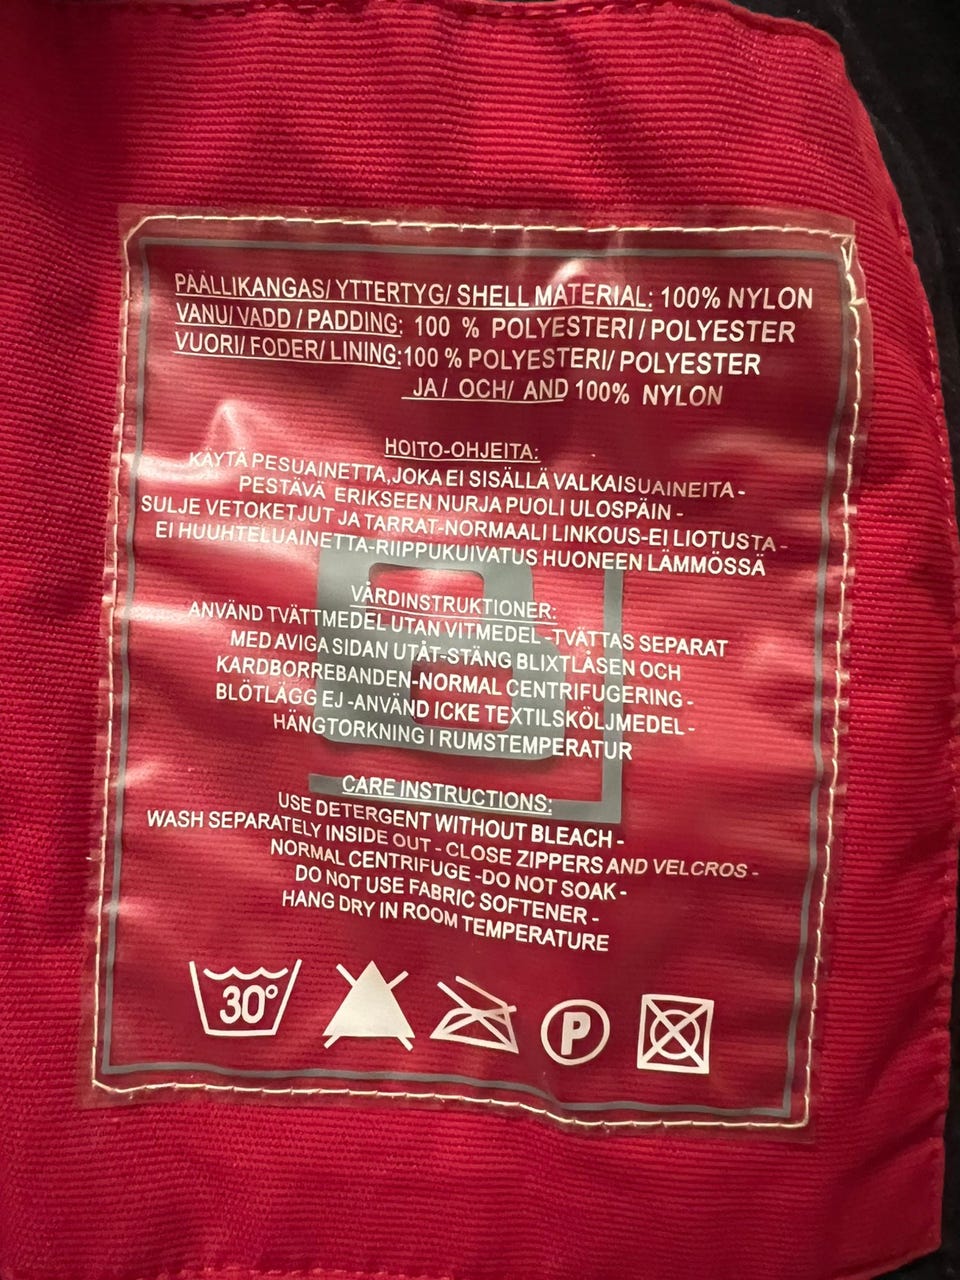 PÄÄLLIKANGAS/ YTTERTYG/ SHELL MATERIAL: 100% NYLON
VANU/ VADD / PADDING: 100 % POLYESTERI / POLYESTER
VUORI/ FODER/ LINING:100 % POLYESTERI/ POLYESTER
JA / OCH/ AND 100% NYLON
HOITO-OHJEITA:
KÄYTÄ PESUAINETTA,JOKA EI SISÄLLÄ VALKAISUAINEITA -
PESTÄVÄ ERIKSEEN NURJA PUOLI ULOSPÄIN -
SULJE VETOKETJUT JA TARRAT-NORMAALI LINKOUS-EI LIOTUSTA -
EI HUUHTELUAINETTA-RIIPPUKUIVATUS HUONEEN LÄMMÖSSÄ
VÅRDINSTRUKTIONER:
ANVÄND TVÄTTMEDEL UTAN VITMEDEL -TVÄTTAS SEPARAT
MED AVIGA SIDAN UTÅT-STÄNG BLIXTLÅSEN OCH
KARDBORREBANDEN-NORMAL CENTRIFUGERING -
BLÖTLÄGG EJ -ANVÄND ICKE TEXTILSKÖLJMEDEL -
HÄNGTORKNING I RUMSTEMPERATUR
CARE INSTRUCTIONS:
USE DETERGENT WITHOUT BLEACH -
WASH SEPARATELY INSIDE OUT - CLOSE ZIPPERS AND VELCROS -
NORMAL CENTRIFUGE -DO NOT SOAK -
DO NOT USE FABRIC SOFTENER -
HANG DRY IN ROOM TEMPERATURE
30° P